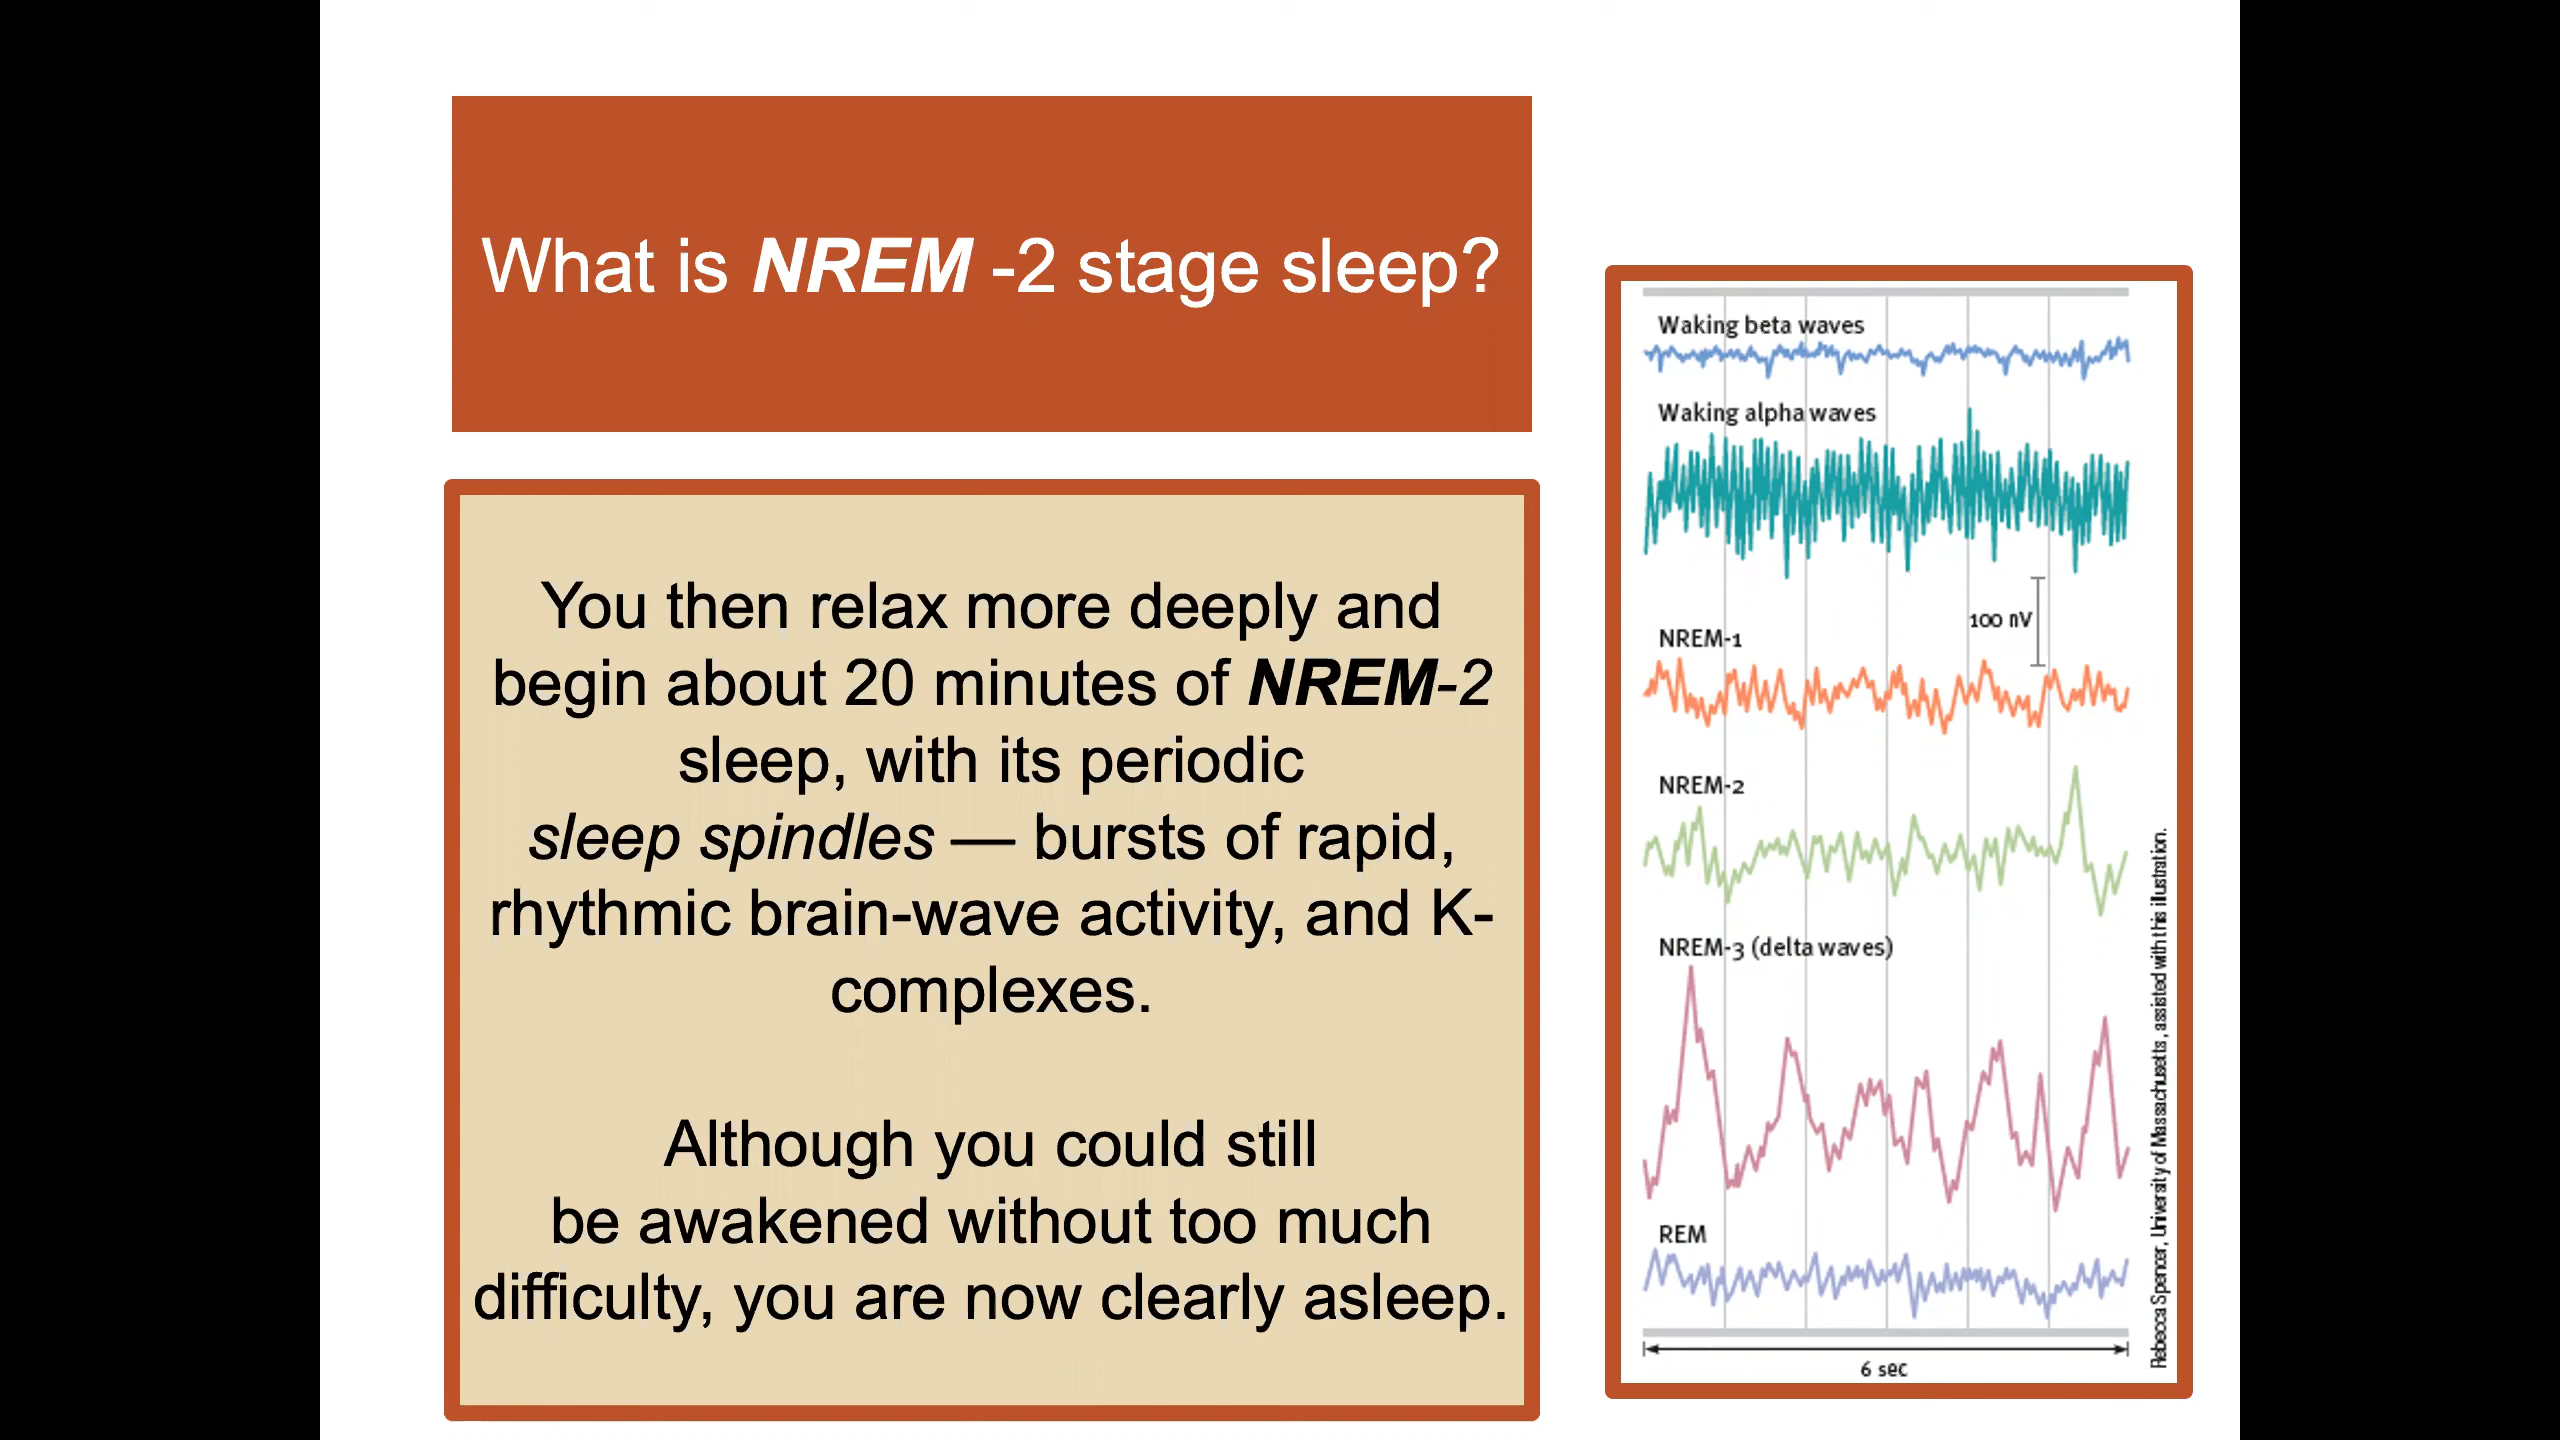 What is NREM -2 stage sleep?
You then relax more deeply and
begin about 20 minutes of NREM-2
sleep, with its periodic
sleep spindles — bursts of rapid,
rhythmic brain-wave activity, and K-
complexes.
Although you could still
be awakened without too much
difficulty, you are now clearly asleep.
Waking beta waves
Waking alpha waves
100 nV
NREM-1
NREM-2
NREM-3 (delta waves)
REM
6 sec
Rebecca Spencer, University of Massachusetts, assisted with this illustration.